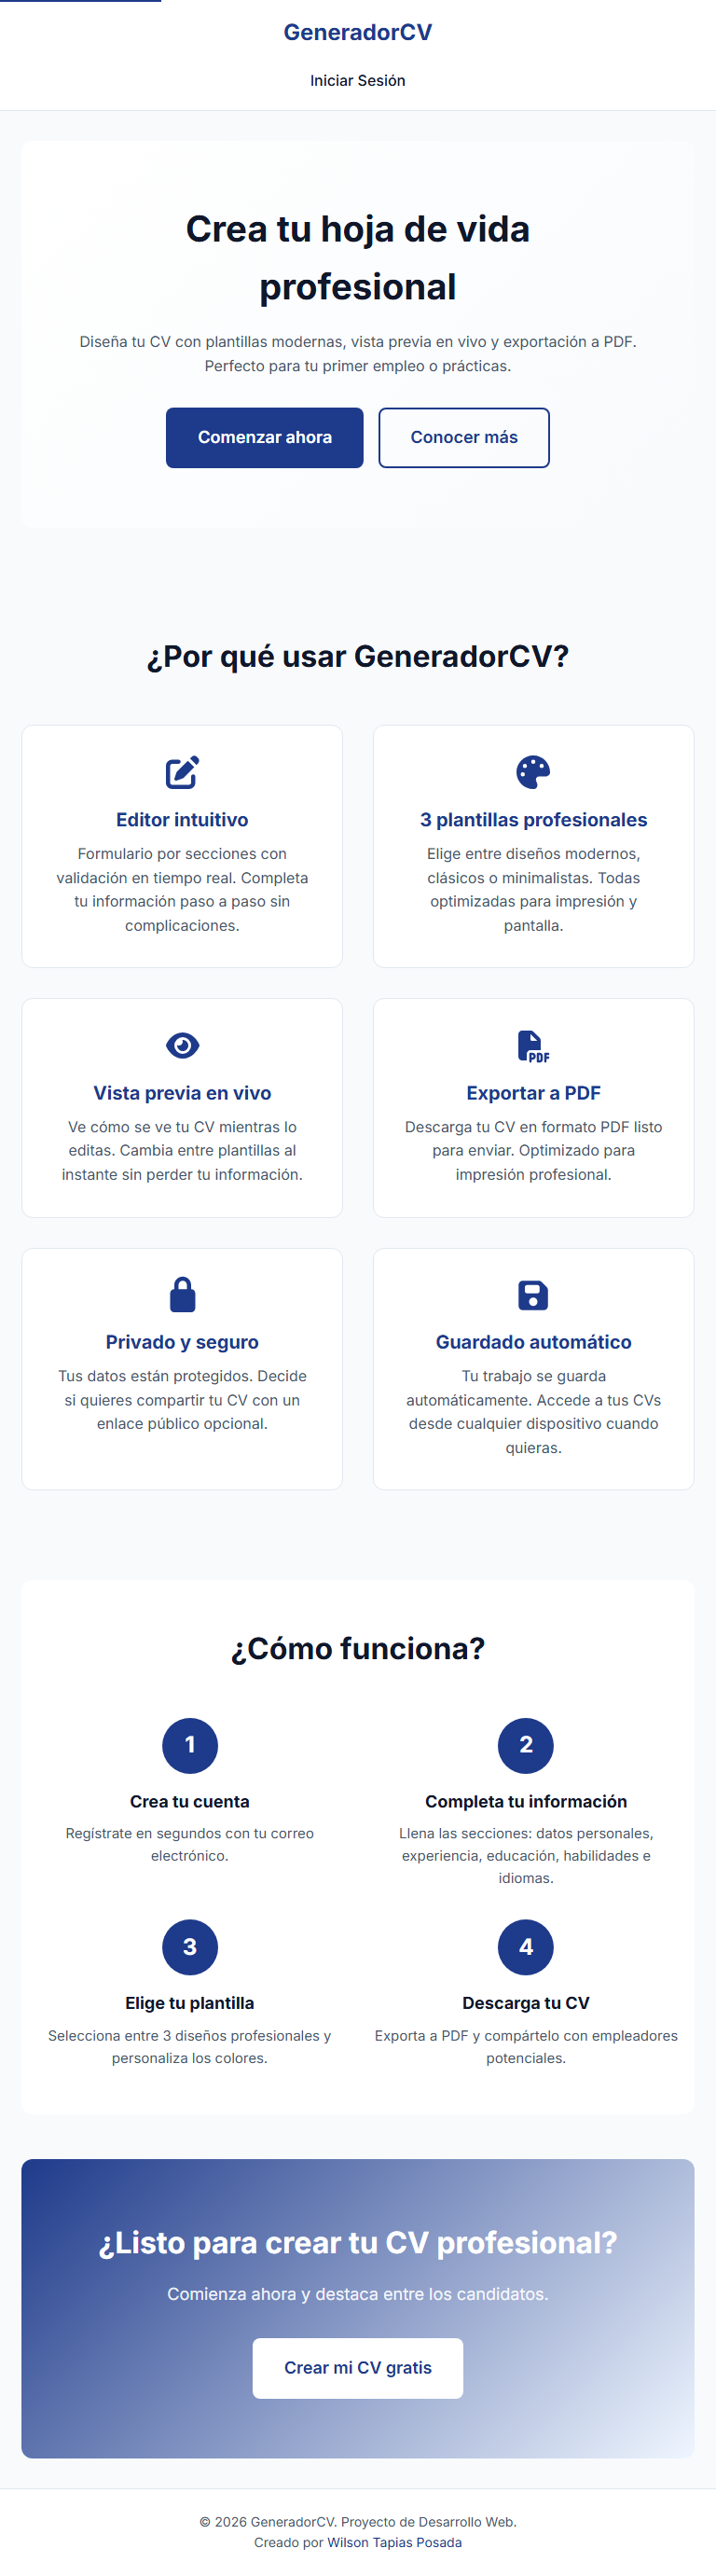 GeneradorCV
Iniciar Sesión
Crea tu hoja de vida
profesional
Diseña tu CV con plantillas modernas, vista previa en vivo y exportación a PDF.
Perfecto para tu primer empleo o prácticas.
Comenzar ahora
Conocer más
¿Por qué usar GeneradorCV?
Editor intuitivo
Formulario por secciones con
validación en tiempo real. Completa
tu información paso a paso sin
complicaciones.
3 plantillas profesionales
Elige entre diseños modernos,
clásicos o minimalistas. Todas
optimizadas para impresión y
pantalla.
Vista previa en vivo
Ve cómo se ve tu CV mientras lo
editas. Cambia entre plantillas al
instante sin perder tu información.
PDF
Exportar a PDF
Descarga tu CV en formato PDF listo
para enviar. Optimizado para
impresión profesional.
Privado y seguro
Tus datos están protegidos. Decide
si quieres compartir tu CV con un
enlace público opcional.
Guardado automático
Tu trabajo se guarda
automáticamente. Accede a tus CVs
desde cualquier dispositivo cuando
quieras.
¿Cómo funciona?
1
Crea tu cuenta
Regístrate en segundos con tu correo
electrónico.
2
Completa tu información
Llena las secciones: datos personales,
experiencia, educación, habilidades e
idiomas.
3
Elige tu plantilla
Selecciona entre 3 diseños profesionales y
personaliza los colores.
4
Descarga tu CV
Exporta a PDF y compártelo con empleadores
potenciales.
¿Listo para crear tu CV profesional?
Comienza ahora y destaca entre los candidatos.
Crear mi CV gratis
© 2026 GeneradorCV. Proyecto de Desarrollo Web.
Creado por Wilson Tapias Posada